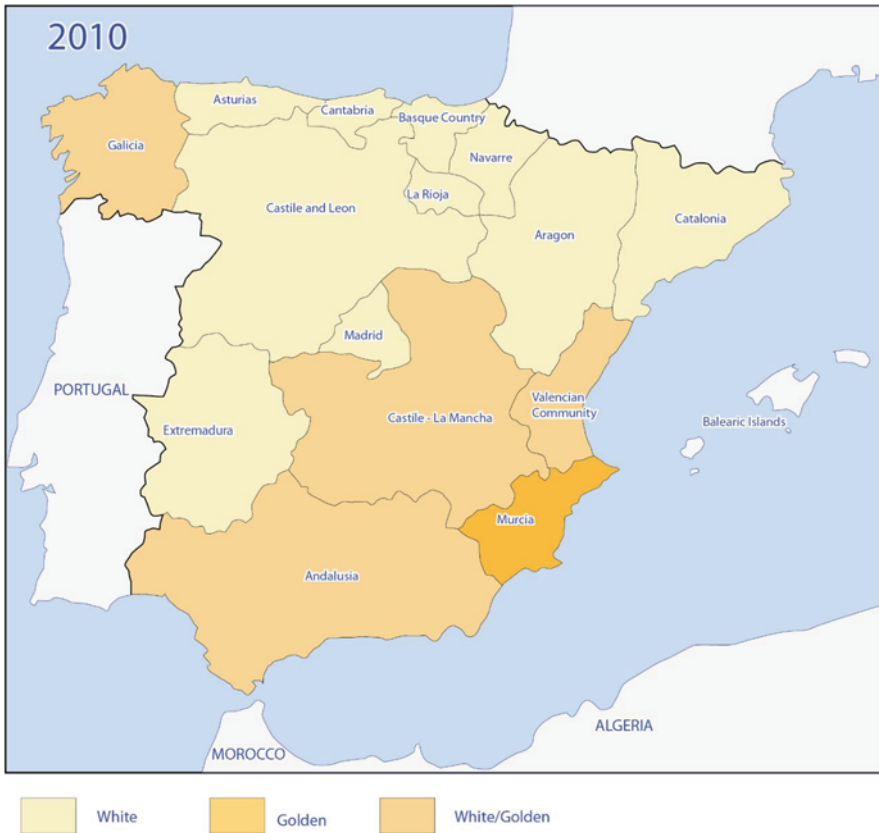 2010
Asturias
Cantabria
Basque Country
Galicia
Navarre
La Rioja
Castile and Leon
Catalonia
Aragon
Madrid
PORTUGAL
Valencian
Community
Castile - La Mancha
Balearic Islands
Extremadura
Murcia
Andalusia
ALGERIA
MOROCCO
White
Golden
White/Golden